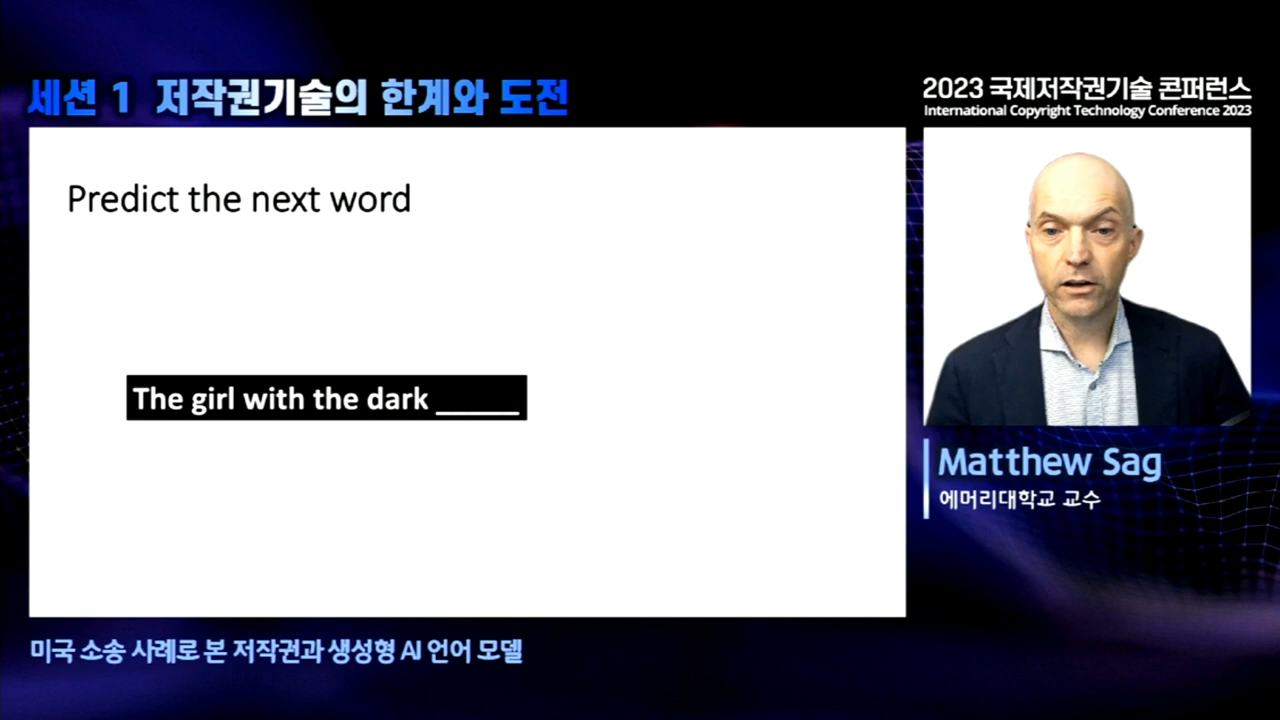 세션 1 저작권기술의 한계와 도전
2023 국제저작권기술 콘퍼런스
International Copyright Technology Conference 2023
Predict the next word
The girl with the dark ______
Matthew Sag
에머리대학교 교수
미국 소송 사례로 본 저작권과 생성형 AI 언어 모델